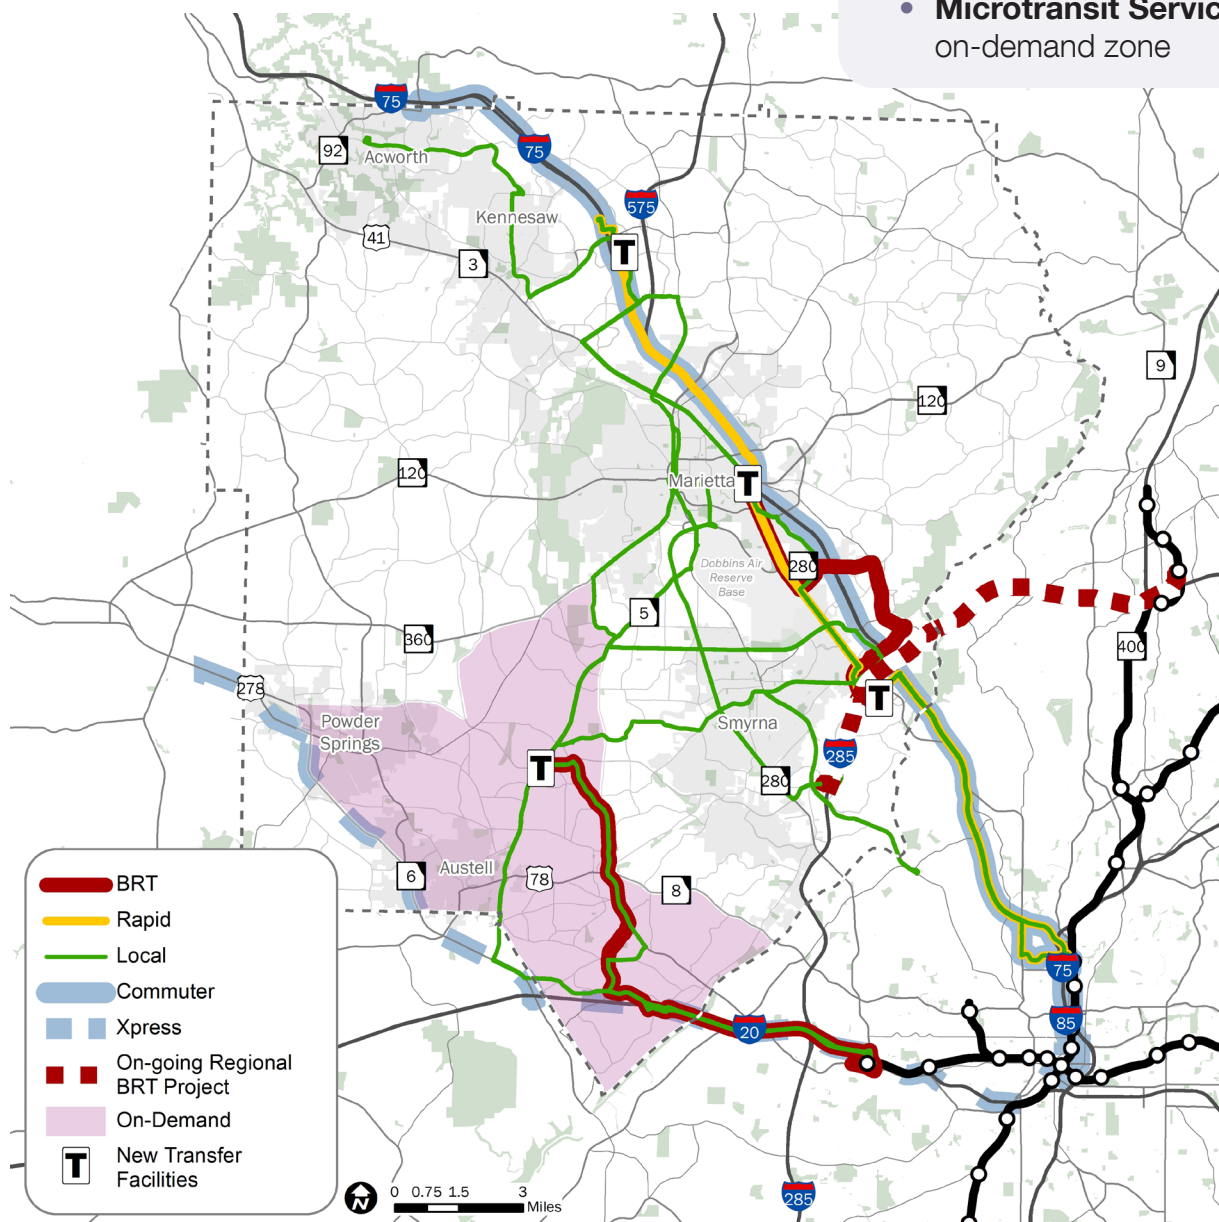 Microtransit Servic
on-demand zone
75
92
Acworth
75
575
Kennesaw
41
3
T
9
120
120
Marietta
T
280
Dobbins Air
Reserve
Base
5
360
400
278
T
Powder
Springs
Smyrna
285
T
280
Austell
6
78
8
75
20
85
285
BRT
Rapid
Local
Commuter
Xpress
On-going Regional
BRT Project
On-Demand
T
New Transfer
Facilities
N
0 0.75 1.5 3
Miles